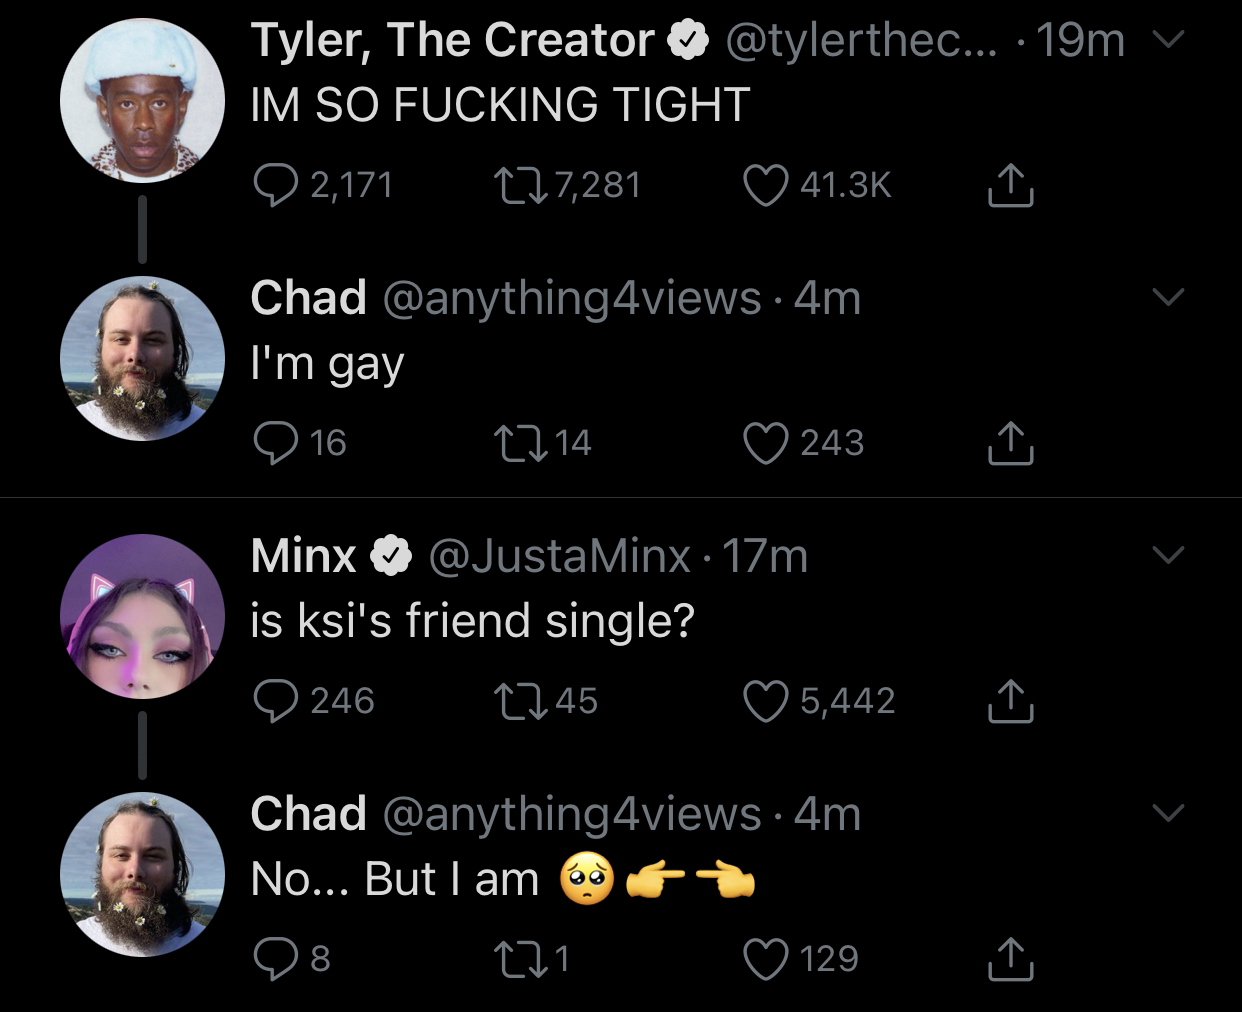 Tyler, The Creator @tylerthec... · 19m
IM SO FUCKING TIGHT
2,171 7,281 41.3K
Chad @anything4views · 4m
I'm gay
16 14 243
Minx @JustaMinx · 17m
is ksi's friend single?
246 45 5,442
Chad @anything4views · 4m
No... But I am 🥺👉👈
8 1 129